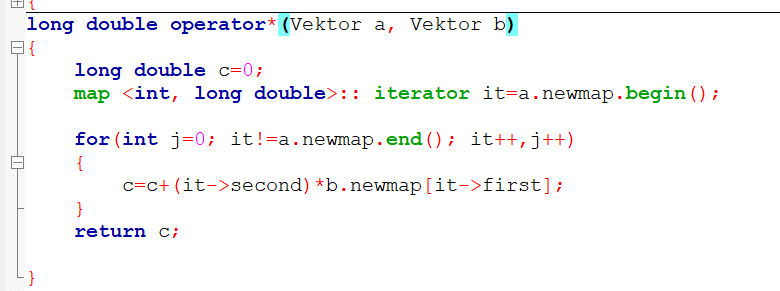 {
long double operator*(Vektor a, Vektor b)
{
    long double c=0;
    map <int, long double>:: iterator it=a.newmap.begin();
    for(int j=0; it!=a.newmap.end(); it++,j++)
    {
        c=c+(it->second)*b.newmap[it->first];
    }
    return c;
}